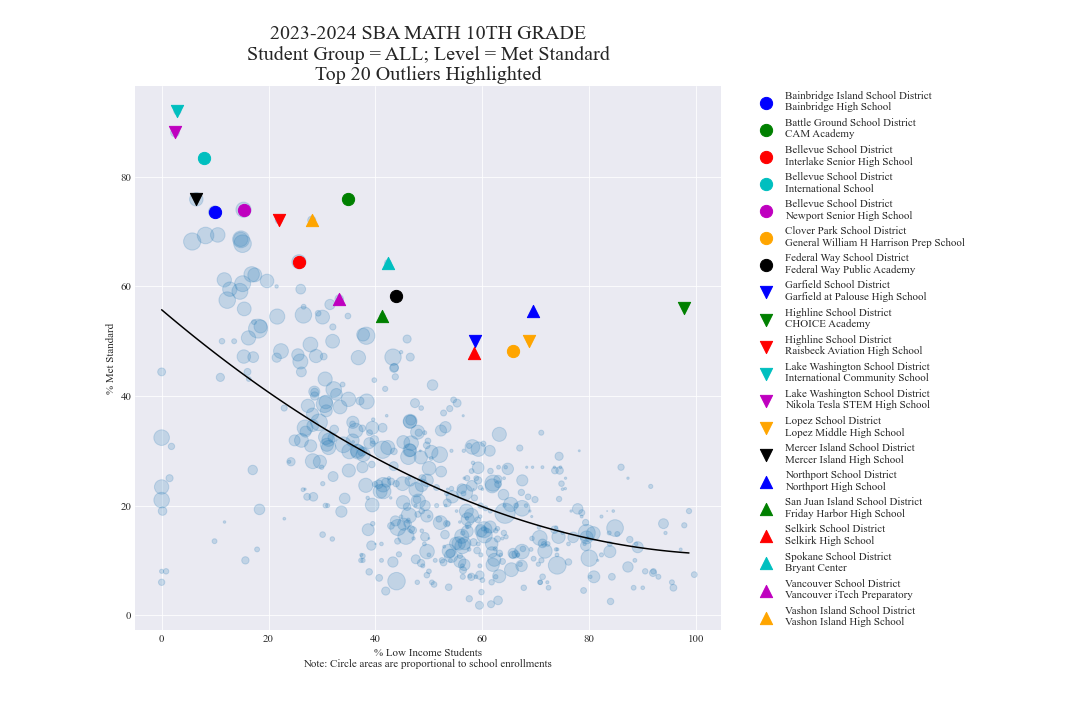 2023-2024 SBA MATH 10TH GRADE
Student Group = ALL; Level = Met Standard
Top 20 Outliers Highlighted
% Met Standard
80
60
40
20
0
0 20 40 60 80 100
% Low Income Students
Note: Circle areas are proportional to school enrollments
Bainbridge Island School District
Bainbridge High School
Battle Ground School District
CAM Academy
Bellevue School District
Interlake Senior High School
Bellevue School District
International School
Bellevue School District
Newport Senior High School
Clover Park School District
General William H Harrison Prep School
Federal Way School District
Federal Way Public Academy
Garfield School District
Garfield at Palouse High School
Highline School District
CHOICE Academy
Highline School District
Raisbeck Aviation High School
Lake Washington School District
International Community School
Lake Washington School District
Nikola Tesla STEM High School
Lopez School District
Lopez Middle High School
Mercer Island School District
Mercer Island High School
Northport School District
Northport High School
San Juan Island School District
Friday Harbor High School
Selkirk School District
Selkirk High School
Spokane School District
Bryant Center
Vancouver School District
Vancouver iTech Preparatory
Vashon Island School District
Vashon Island High School